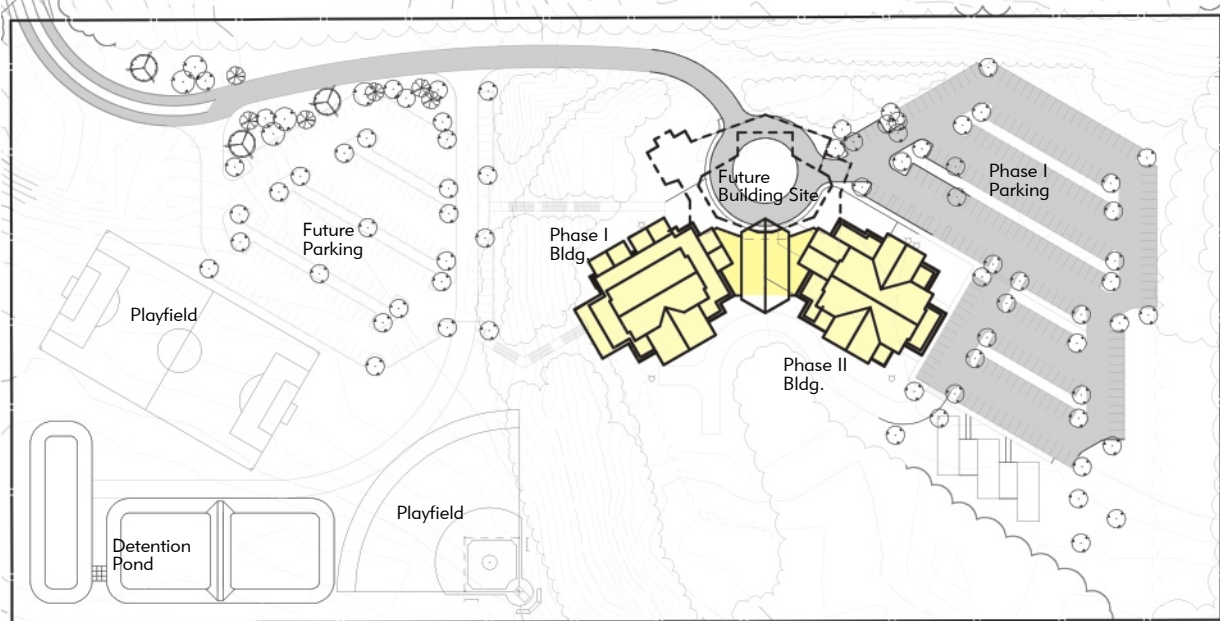 Phase I
Parking
Future
Building Site
Future
Parking
Phase I
Bldg.
Playfield
Phase II
Bldg.
Playfield
Detention
Pond